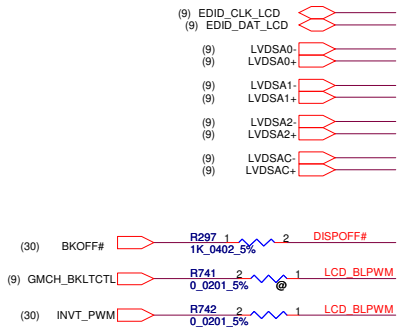 (9) EDID_CLK_LCD
(9) EDID_DAT_LCD
(9) LVDSA0-
(9) LVDSA0+
(9) LVDSA1-
(9) LVDSA1+
(9) LVDSA2-
(9) LVDSA2+
(9) LVDSAC-
(9) LVDSAC+
(30) BKOFF# R297 1 2 DISPOFF#
1K_0402_5%
(9) GMCH_BKLTCTL R741 2 1 LCD_BLPWM
0_0201_5% @
(30) INVT_PWM R742 2 1 LCD_BLPWM
0_0201_5%